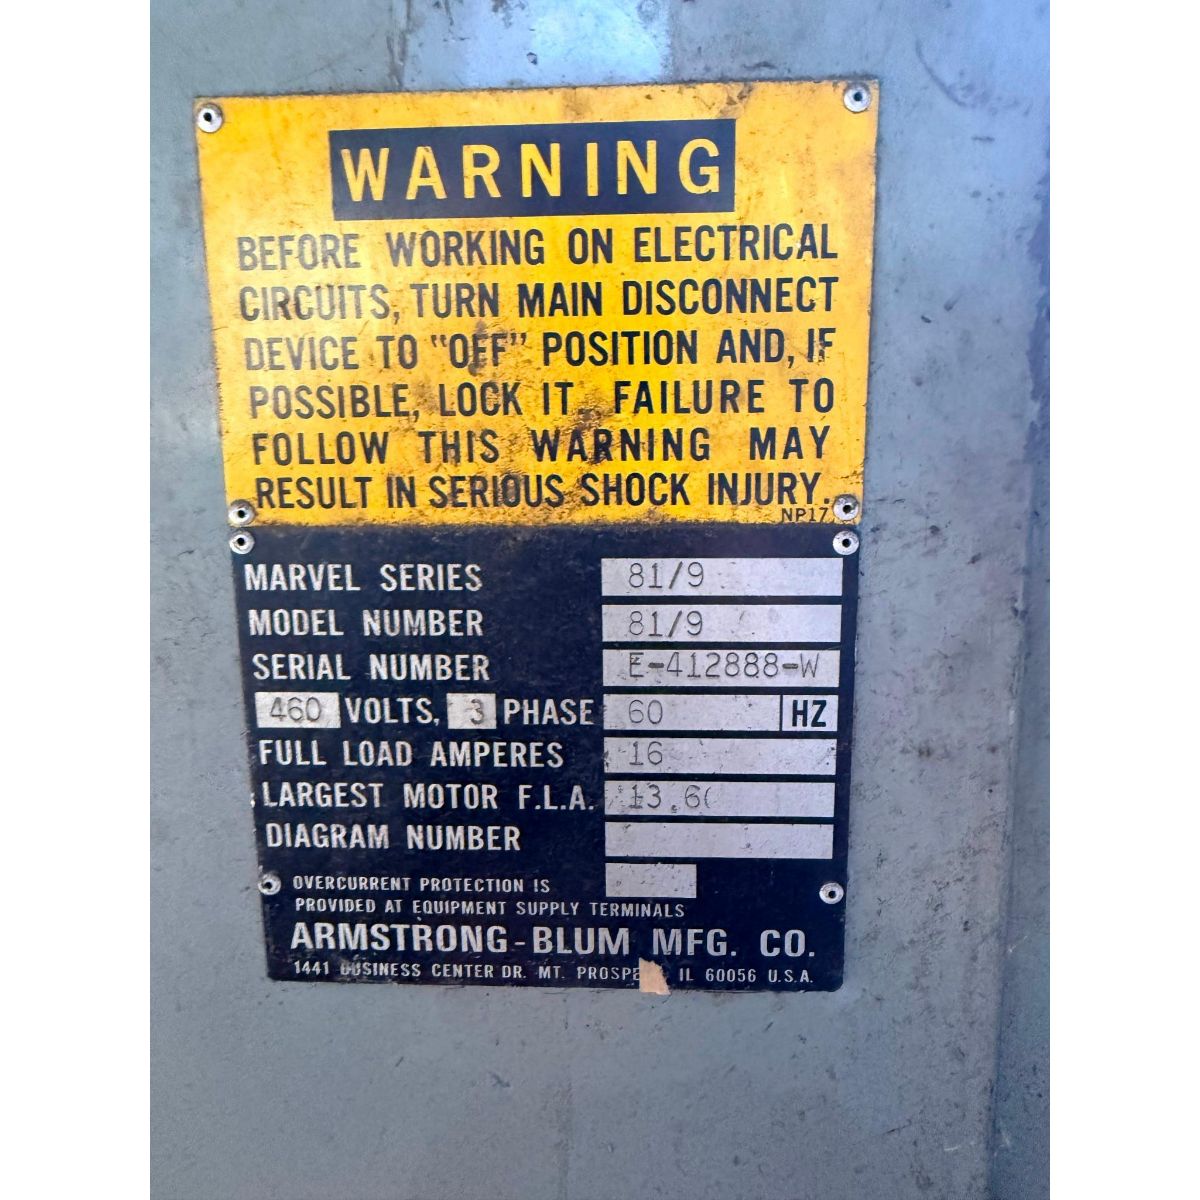 WARNING
BEFORE WORKING ON ELECTRICAL
CIRCUITS, TURN MAIN DISCONNECT
DEVICE TO "OFF" POSITION AND, IF
POSSIBLE, LOCK IT. FAILURE TO
FOLLOW THIS WARNING MAY
RESULT IN SERIOUS SHOCK INJURY.
NP17
MARVEL SERIES 81/9
MODEL NUMBER 81/9
SERIAL NUMBER E-412888-W
460 VOLTS, 3 PHASE 60 HZ
FULL LOAD AMPERES 16
LARGEST MOTOR F.L.A. 13.6
DIAGRAM NUMBER
OVERCURRENT PROTECTION IS
PROVIDED AT EQUIPMENT SUPPLY TERMINALS
ARMSTRONG-BLUM MFG. CO.
1441 BUSINESS CENTER DR. MT. PROSPECT, IL 60056 U.S.A.